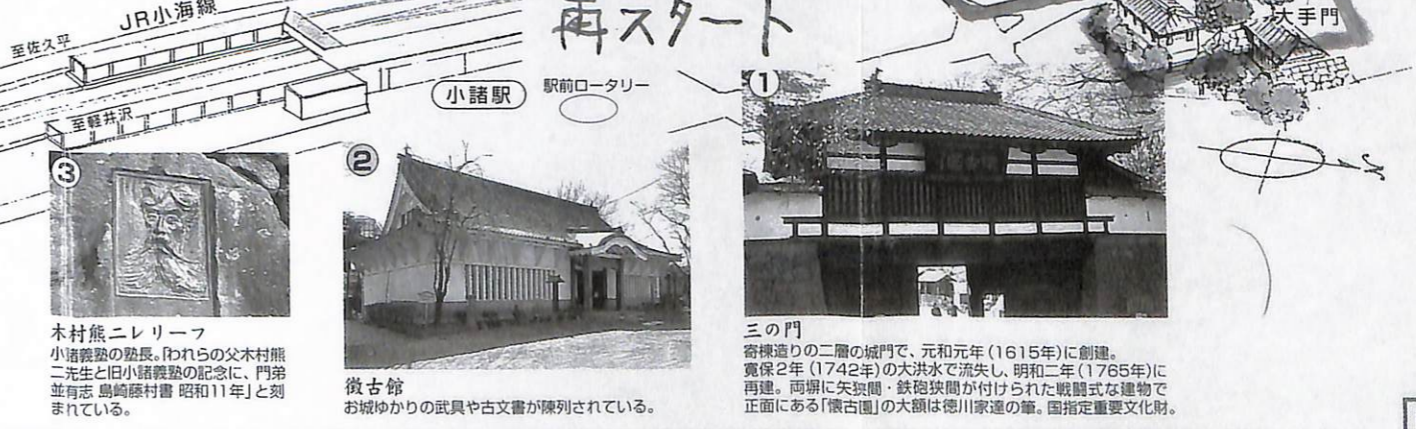 JR小海線
再スタート
大手門
至佐久平
小諸駅
駅前ロータリー
至軽井沢
①
三の門
寄棟造りの二層の城門で、元和元年(1615年)に創建。
寛保2年(1742年)の大洪水で流失し、明和二年(1765年)に
再建。両塀に矢狭間・鉄砲狭間が付けられた戦闘式な建物で
正面にある「懐古園」の大額は徳川家達の筆。国指定重要文化財。
②
徴古館
お城ゆかりの武具や古文書が陳列されている。
③
木村熊二レリーフ
小諸義塾の塾長。「われらの父木村熊
二先生と旧小諸義塾の記念に、門弟
並有志 島崎藤村書 昭和11年」と刻
まれている。
N